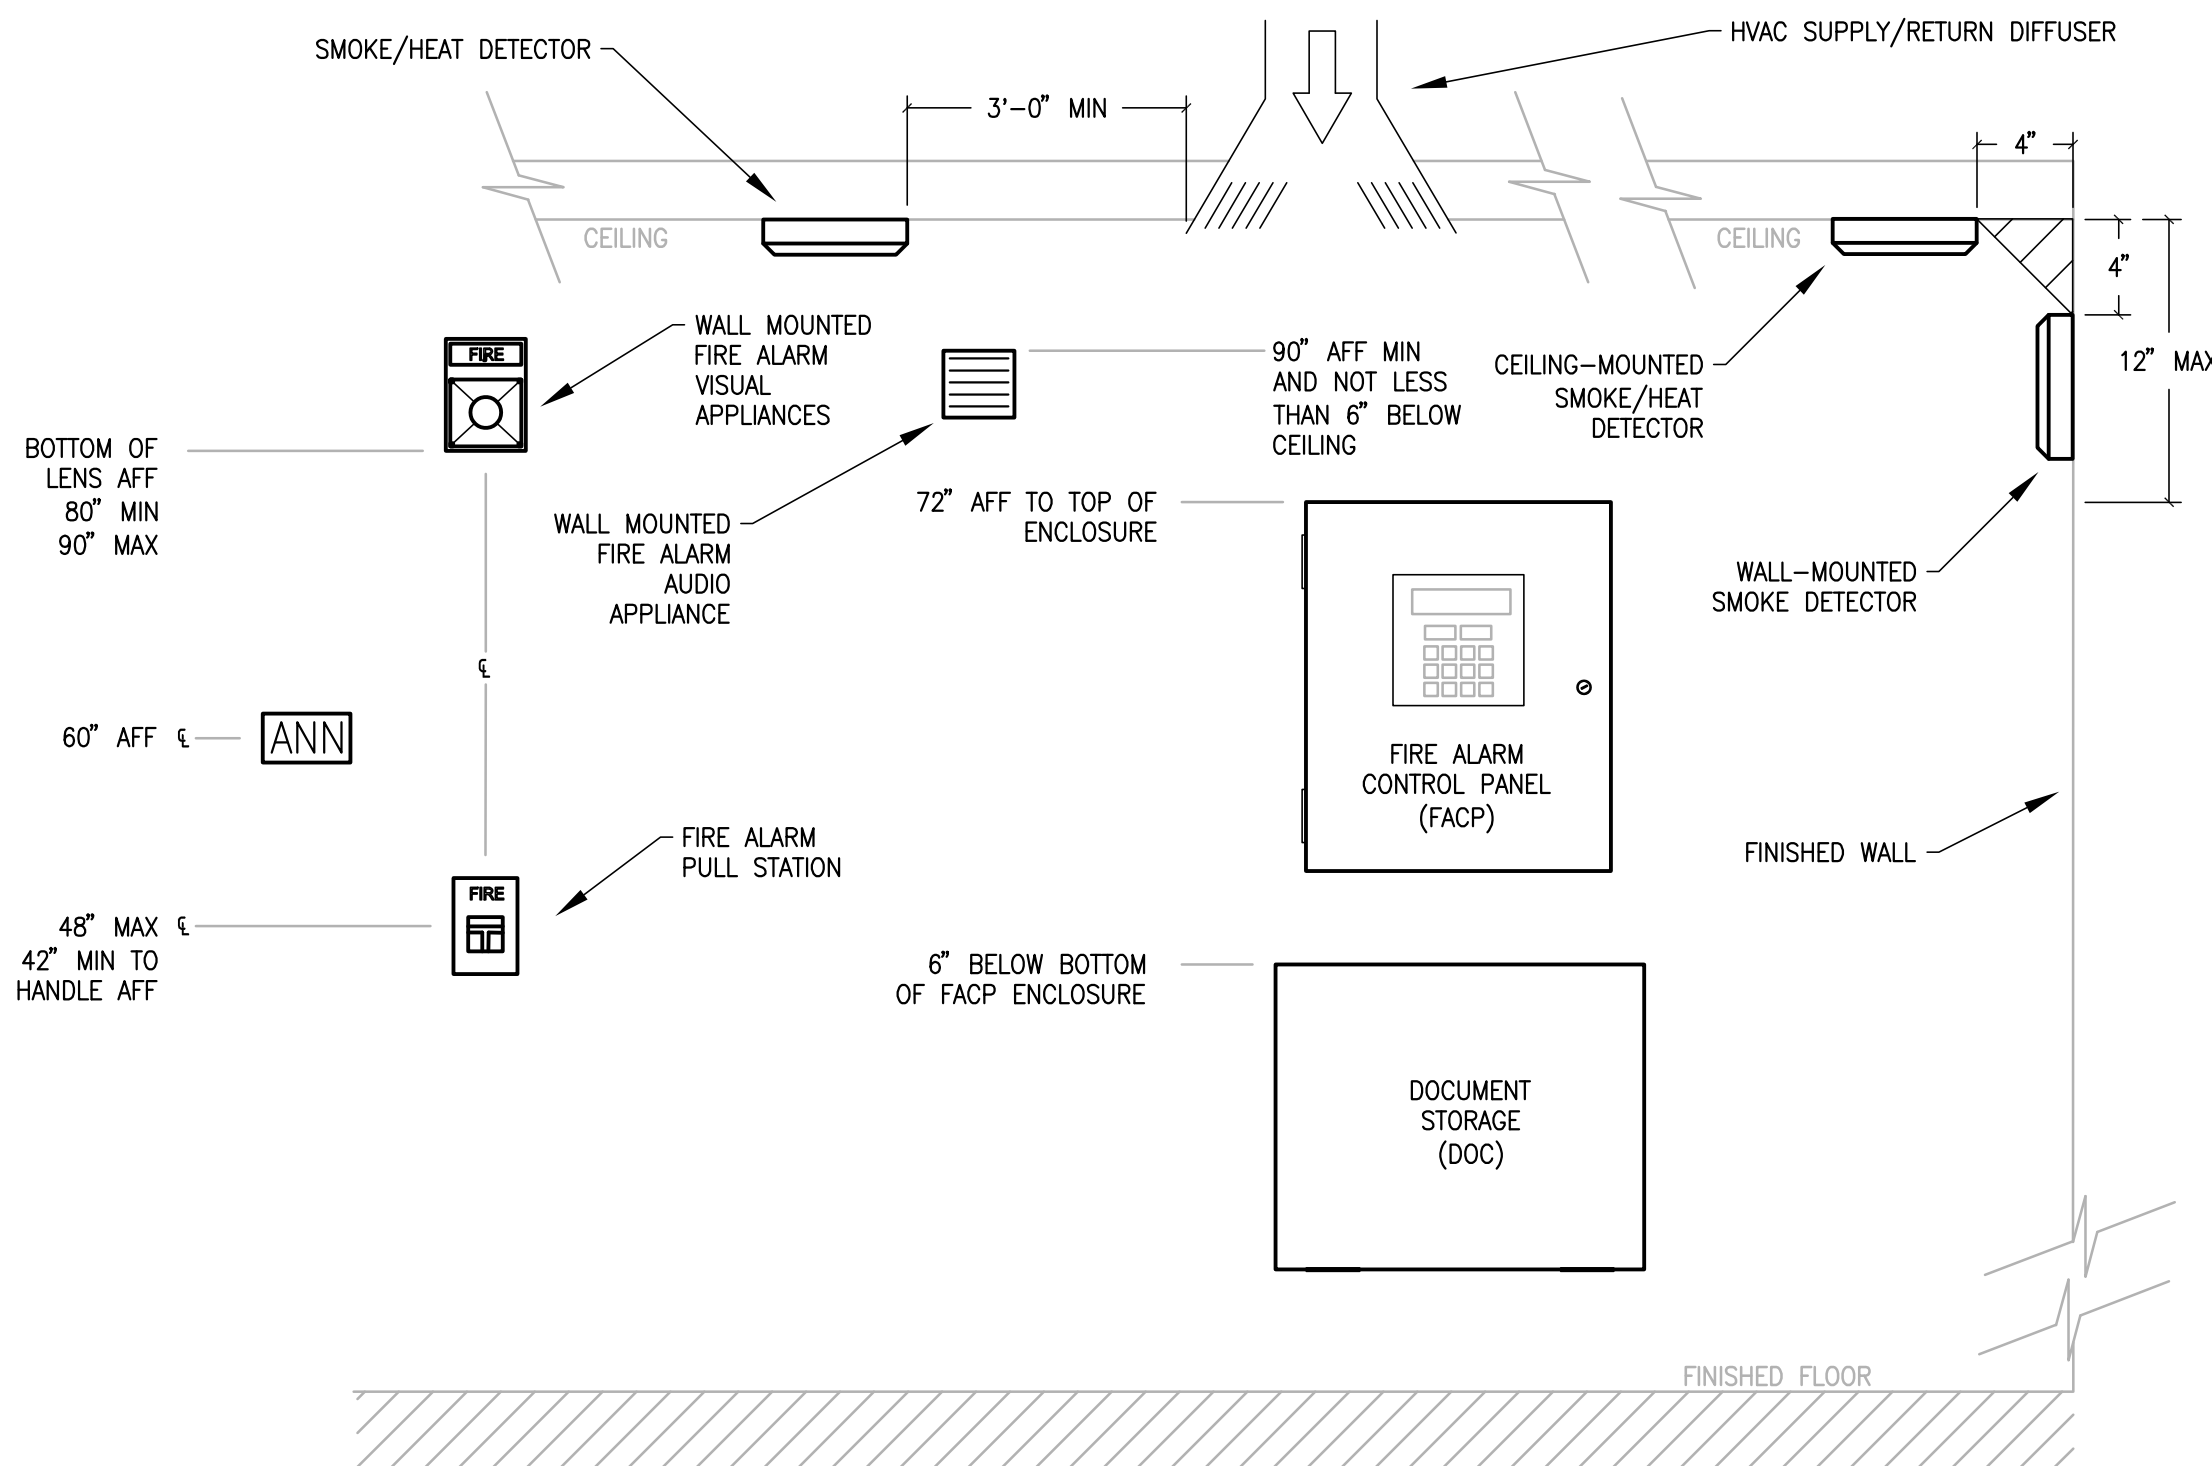 SMOKE/HEAT DETECTOR
HVAC SUPPLY/RETURN DIFFUSER
3'-0” MIN
4”
CEILING
CEILING
4”
12” MAX
FIRE
WALL MOUNTED
FIRE ALARM
VISUAL
APPLIANCES
90” AFF MIN
AND NOT LESS
THAN 6” BELOW
CEILING
CEILING-MOUNTED
SMOKE/HEAT
DETECTOR
BOTTOM OF
LENS AFF
80” MIN
90” MAX
WALL MOUNTED
FIRE ALARM
AUDIO
APPLIANCE
72” AFF TO TOP OF
ENCLOSURE
WALL-MOUNTED
SMOKE DETECTOR
℄
60” AFF ℄
ANN
FIRE ALARM
CONTROL PANEL
(FACP)
FIRE ALARM
PULL STATION
FINISHED WALL
FIRE
48” MAX ℄
42” MIN TO
HANDLE AFF
6” BELOW BOTTOM
OF FACP ENCLOSURE
DOCUMENT
STORAGE
(DOC)
FINISHED FLOOR